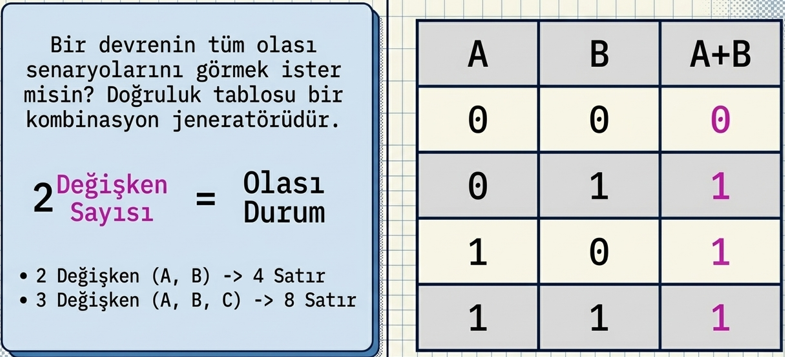 Bir devrenin tüm olası
senaryolarını görmek ister
misin? Doğruluk tablosu bir
kombinasyon jeneratörüdür.
2^Değişken Sayısı = Olası Durum
• 2 Değişken (A, B) -> 4 Satır
• 3 Değişken (A, B, C) -> 8 Satır
A B A+B
0 0 0
0 1 1
1 0 1
1 1 1